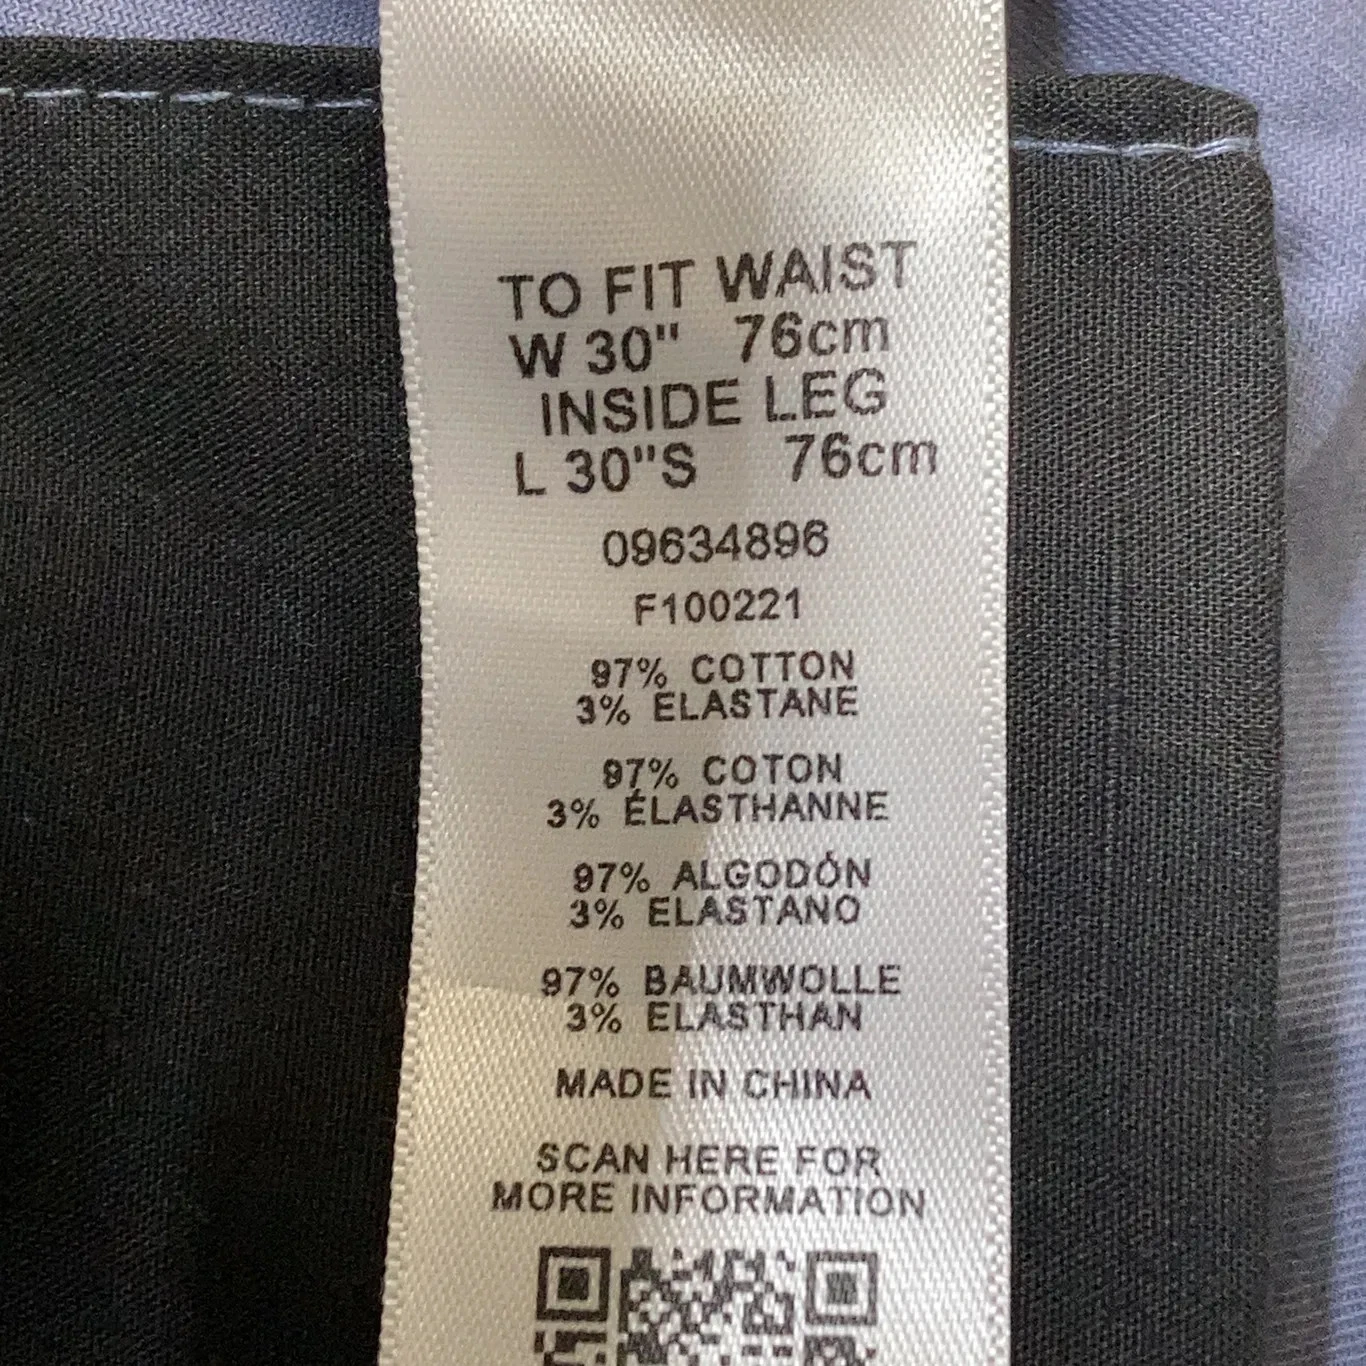 TO FIT WAIST
W 30" 76cm
INSIDE LEG
L 30"S 76cm
09634896
F100221
97% COTTON
3% ELASTANE
97% COTON
3% ÉLASTHANNE
97% ALGODÓN
3% ELASTANO
97% BAUMWOLLE
3% ELASTHAN
MADE IN CHINA
SCAN HERE FOR
MORE INFORMATION